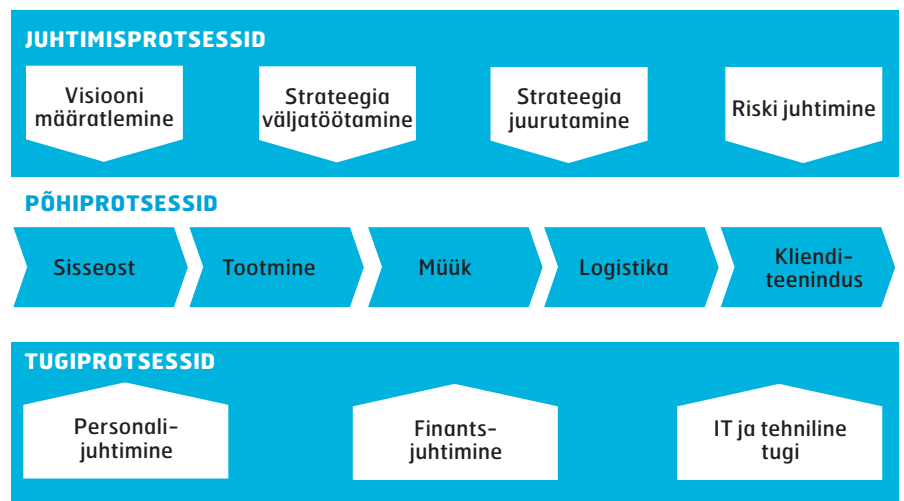 JUHTIMISPROTSESSID
Visiooni
määratlemine
Strateegia
väljatöötamine
Strateegia
juurutamine
Riski juhtimine
PÕHIPROTSESSID
Sisseost
Tootmine
Müük
Logistika
Kliendi-
teenindus
TUGIPROTSESSID
Personali-
juhtimine
Finants-
juhtimine
IT ja tehniline
tugi